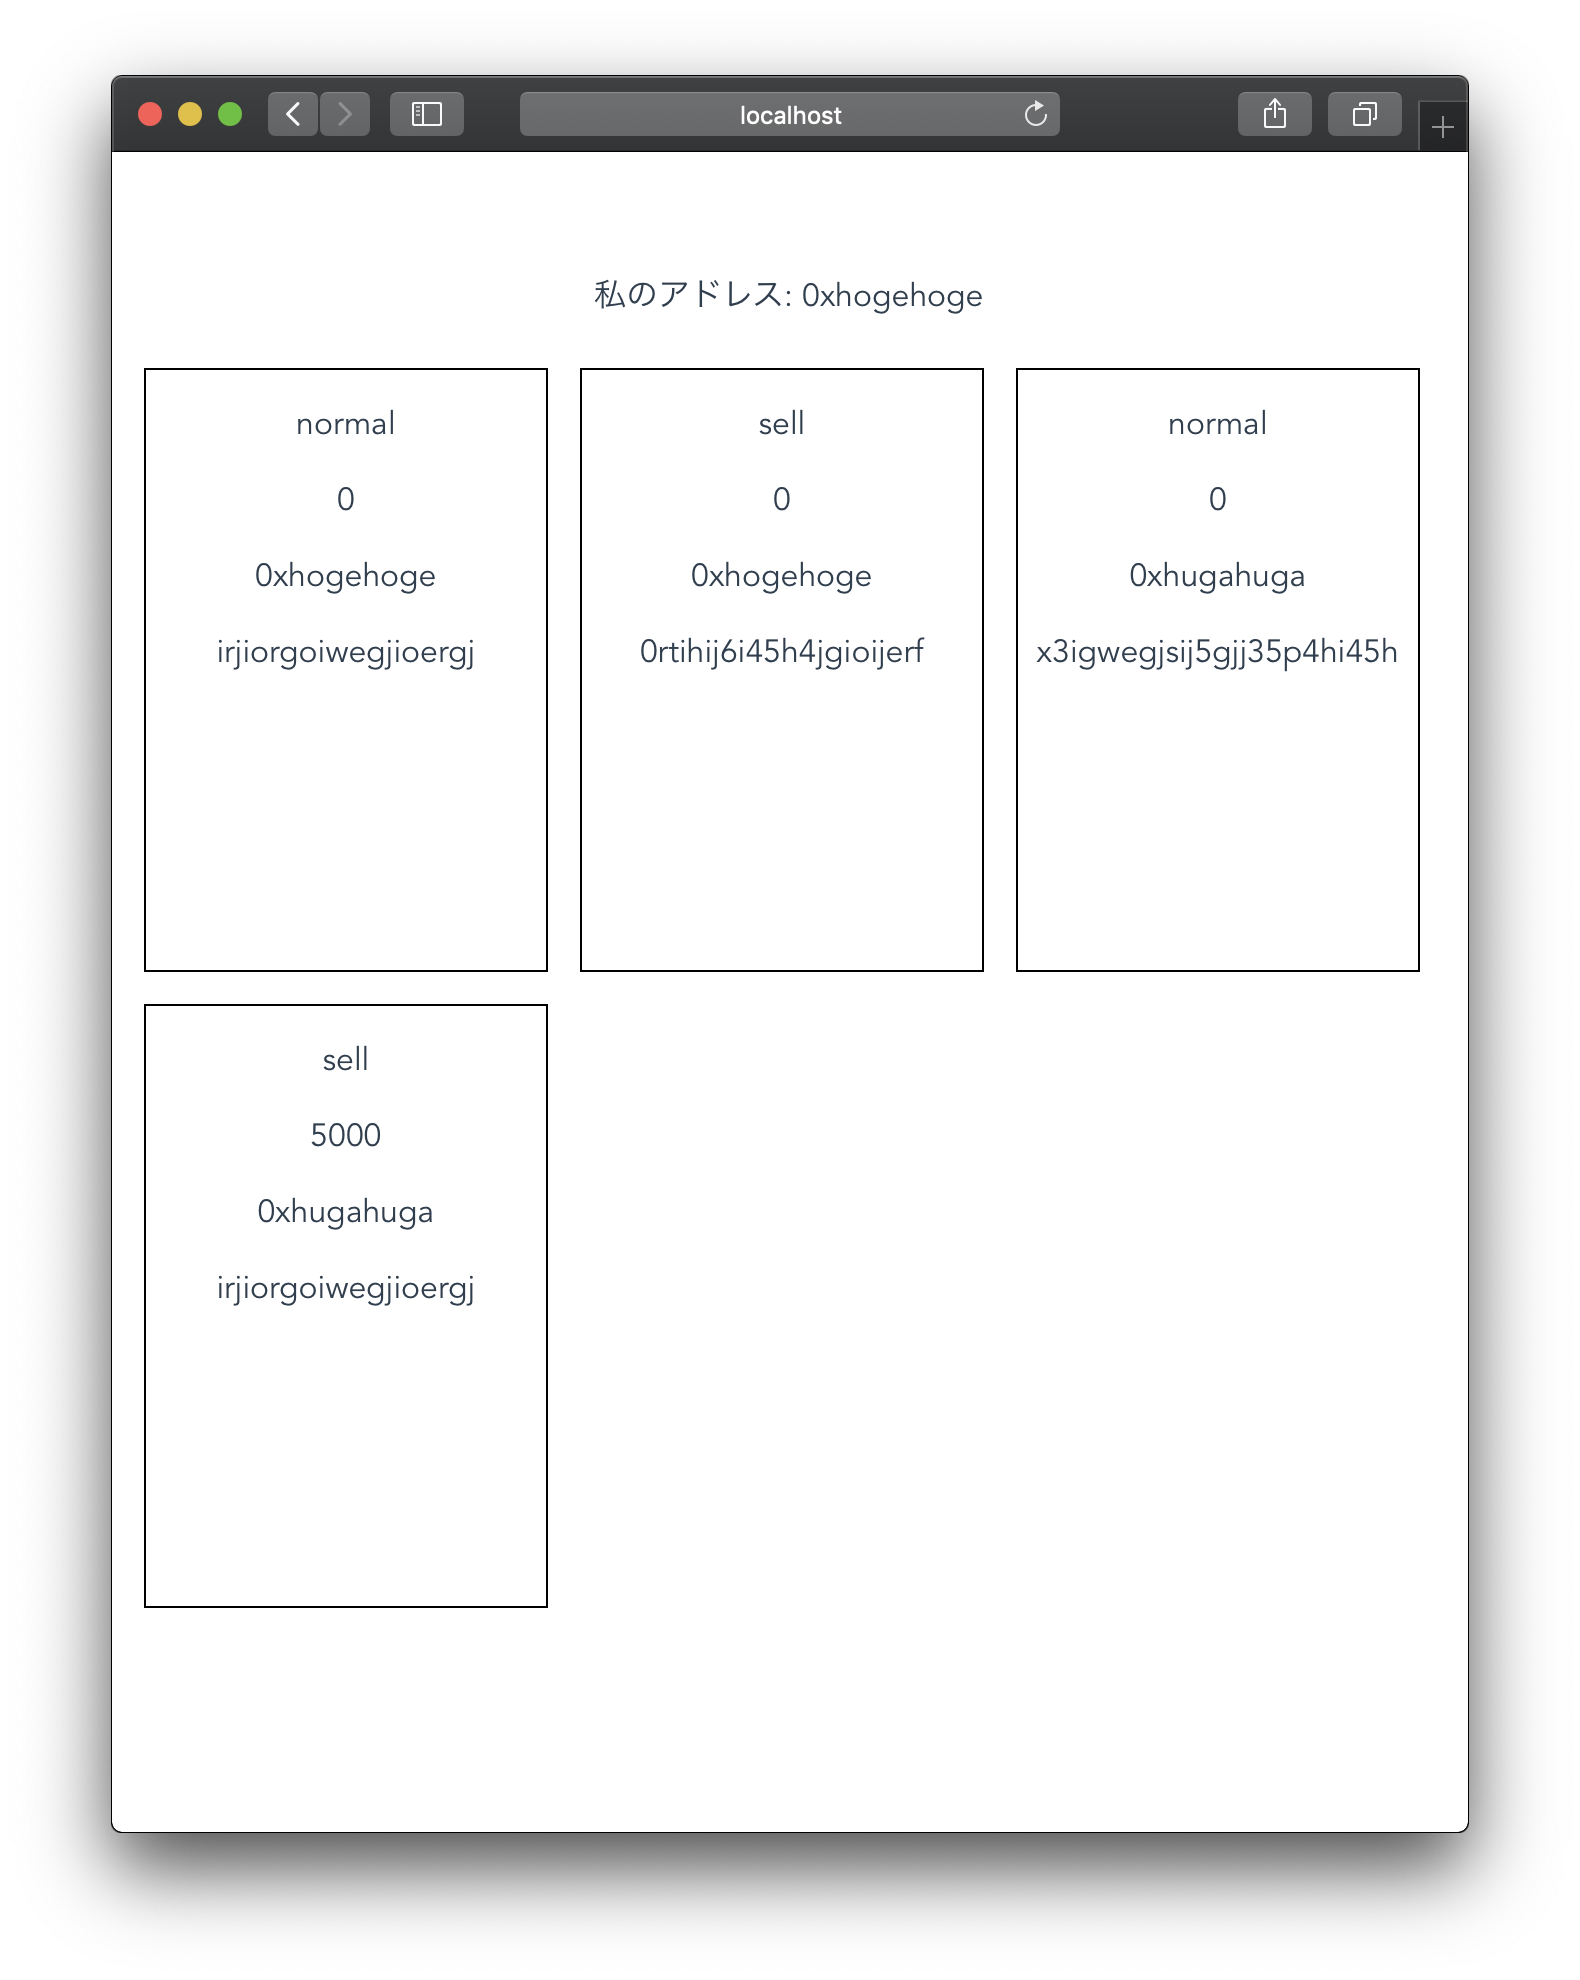 localhost
私のアドレス: 0xhogehoge
normal
0
0xhogehoge
irjiorgoiwegjioergj
sell
0
0xhogehoge
0rtihij6i45h4jgioijerf
normal
0
0xhugahuga
x3igwegjsij5gjj35p4hi45h
sell
5000
0xhugahuga
irjiorgoiwegjioergj